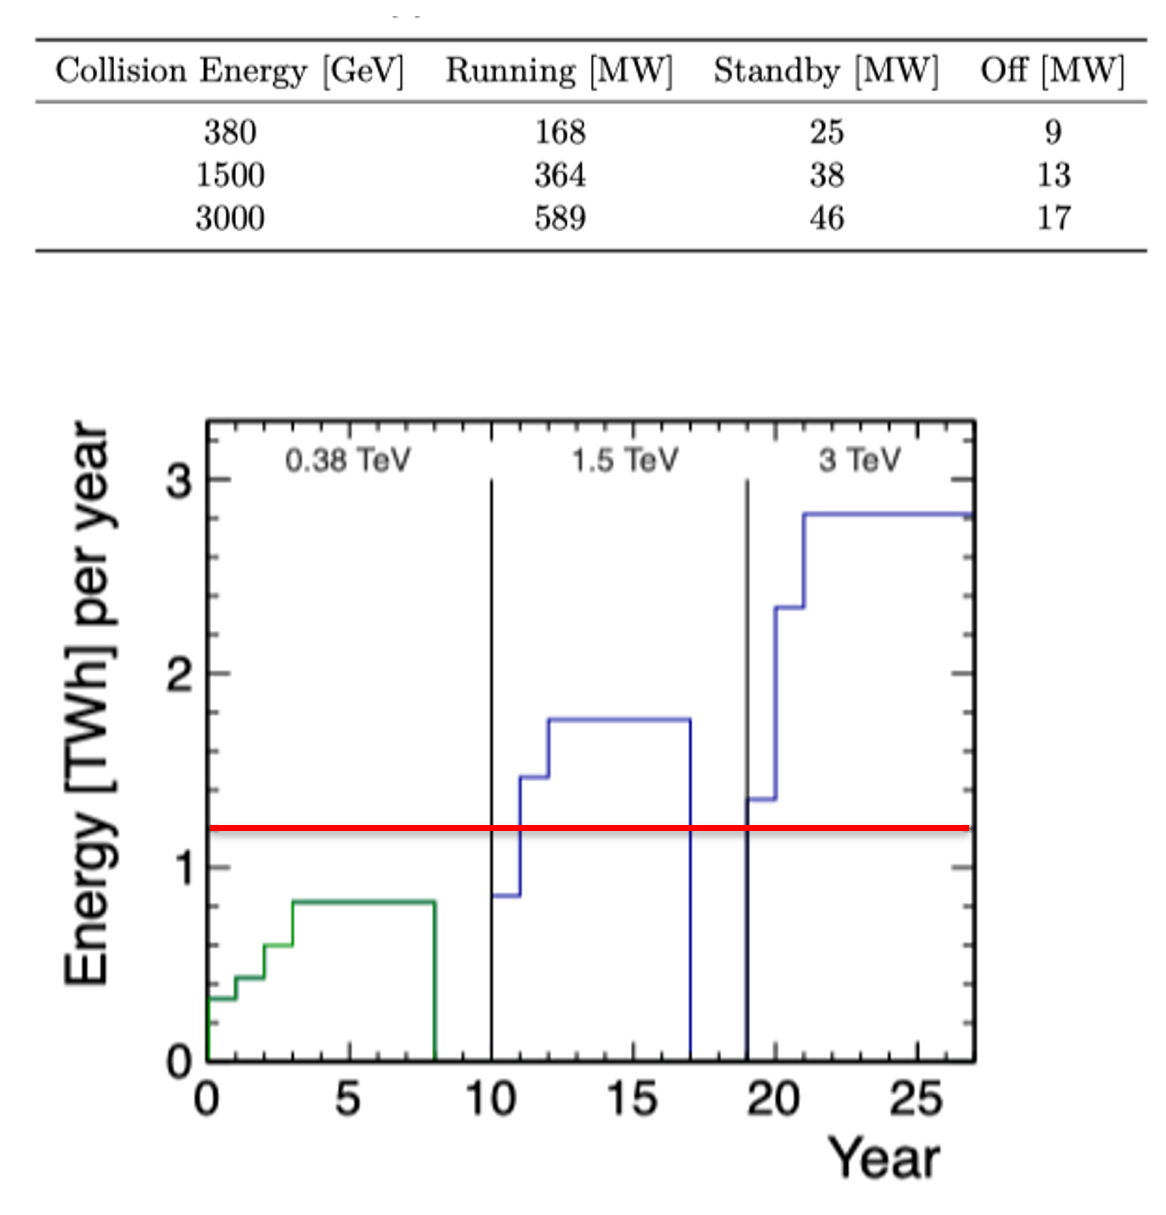 Collision Energy [GeV] Running [MW] Standby [MW] Off [MW]
380 168 25 9
1500 364 38 13
3000 589 46 17
0.38 TeV 1.5 TeV 3 TeV
Energy [TWh] per year
3
2
1
0
0 5 10 15 20 25
Year